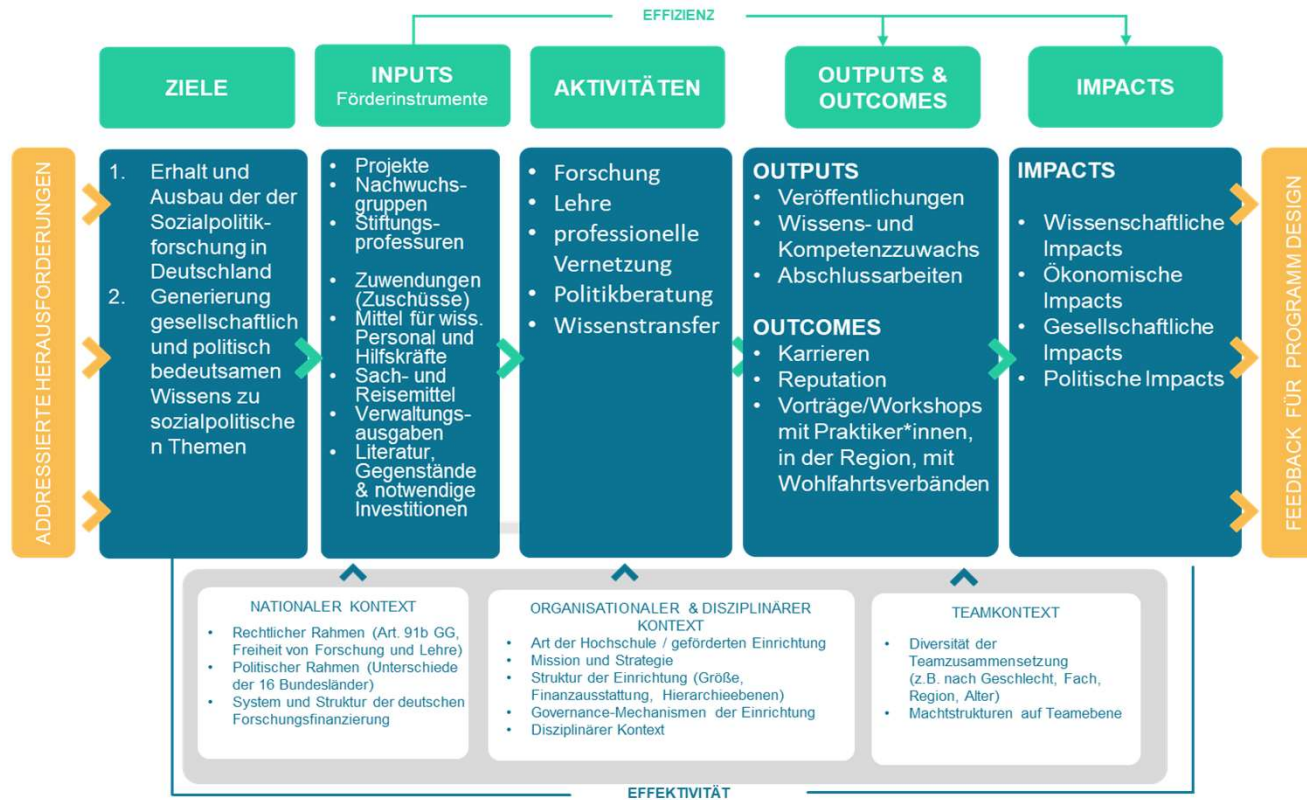 EFFIZIENZ
ZIELE
INPUTS
Förderinstrumente
AKTIVITÄTEN
OUTPUTS &
OUTCOMES
IMPACTS
ADDRESSIERTE HERAUSFORDERUNGEN
1. Erhalt und
Ausbau der der
Sozialpolitik-
forschung in
Deutschland
2. Generierung
gesellschaftlich
und politisch
bedeutsamen
Wissens zu
sozialpolitische
n Themen
• Projekte
• Nachwuchs-
gruppen
• Stiftungs-
professuren
• Zuwendungen
(Zuschüsse)
• Mittel für wiss.
Personal und
Hilfskräfte
• Sach- und
Reisemittel
• Verwaltungs-
ausgaben
• Literatur,
Gegenstände
& notwendige
Investitionen
• Forschung
• Lehre
• professionelle
Vernetzung
• Politikberatung
• Wissenstransfer
OUTPUTS
• Veröffentlichungen
• Wissens- und
Kompetenzzuwachs
• Abschlussarbeiten
OUTCOMES
• Karrieren
• Reputation
• Vorträge/Workshops
mit Praktiker*innen,
in der Region, mit
Wohlfahrtsverbänden
IMPACTS
• Wissenschaftliche
Impacts
• Ökonomische
Impacts
• Gesellschaftliche
Impacts
• Politische Impacts
FEEDBACK FÜR PROGRAMM DESIGN
NATIONALER KONTEXT
• Rechtlicher Rahmen (Art. 91b GG,
Freiheit von Forschung und Lehre)
• Politischer Rahmen (Unterschiede
der 16 Bundesländer)
• System und Struktur der deutschen
Forschungsfinanzierung
ORGANISATIONALER & DISZIPLINÄRER
KONTEXT
• Art der Hochschule / geförderten Einrichtung
• Mission und Strategie
• Struktur der Einrichtung (Größe,
Finanzausstattung, Hierarchieebenen)
• Governance-Mechanismen der Einrichtung
• Disziplinärer Kontext
TEAMKONTEXT
• Diversität der
Teamzusammensetzung
(z.B. nach Geschlecht, Fach,
Region, Alter)
• Machtstrukturen auf Teamebene
EFFEKTIVITÄT